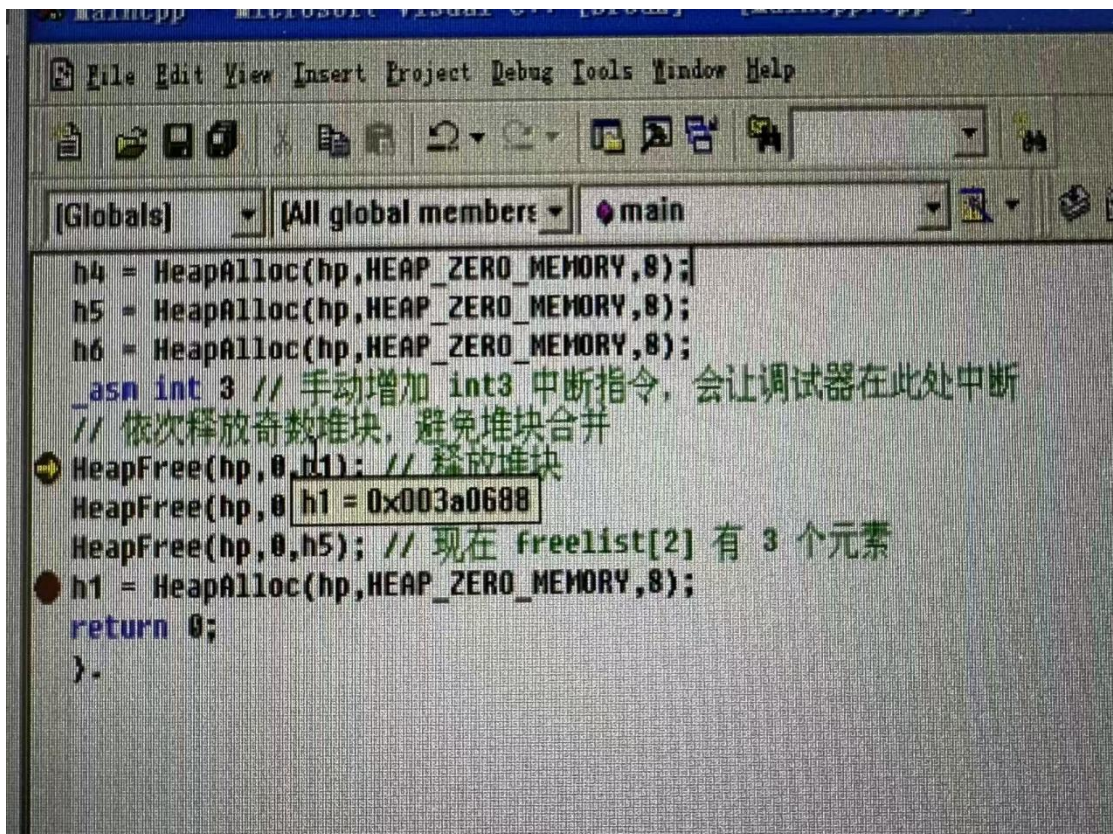 File Edit View Insert Project Debug Tools Window Help
[Globals] [All global members main
h4 = HeapAlloc(hp,HEAP_ZERO_MEMORY,8);
h5 = HeapAlloc(hp,HEAP_ZERO_MEMORY,8);
h6 = HeapAlloc(hp,HEAP_ZERO_MEMORY,8);
_asm int 3 // 手动增加 int3 中断指令，会让调试器在此处中断
// 依次释放奇数堆块，避免堆块合并
HeapFree(hp,0,h1); // 释放堆块
HeapFree(hp,0
h1 = 0x003a0688
HeapFree(hp,0,h5); // 现在 freelist[2] 有 3 个元素
h1 = HeapAlloc(hp,HEAP_ZERO_MEMORY,8);
return 0;
}.